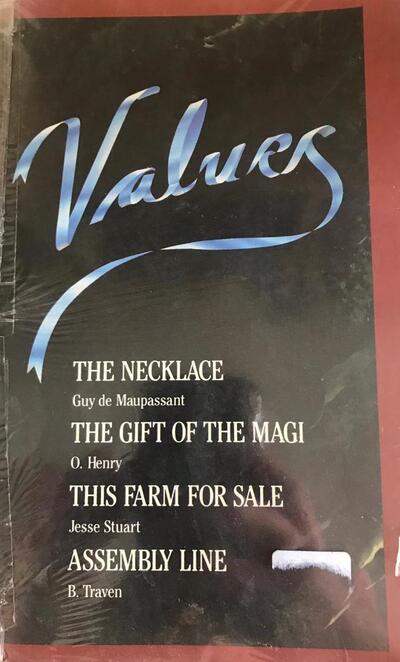 Values
THE NECKLACE
Guy de Maupassant
THE GIFT OF THE MAGI
O. Henry
THIS FARM FOR SALE
Jesse Stuart
ASSEMBLY LINE
B. Traven